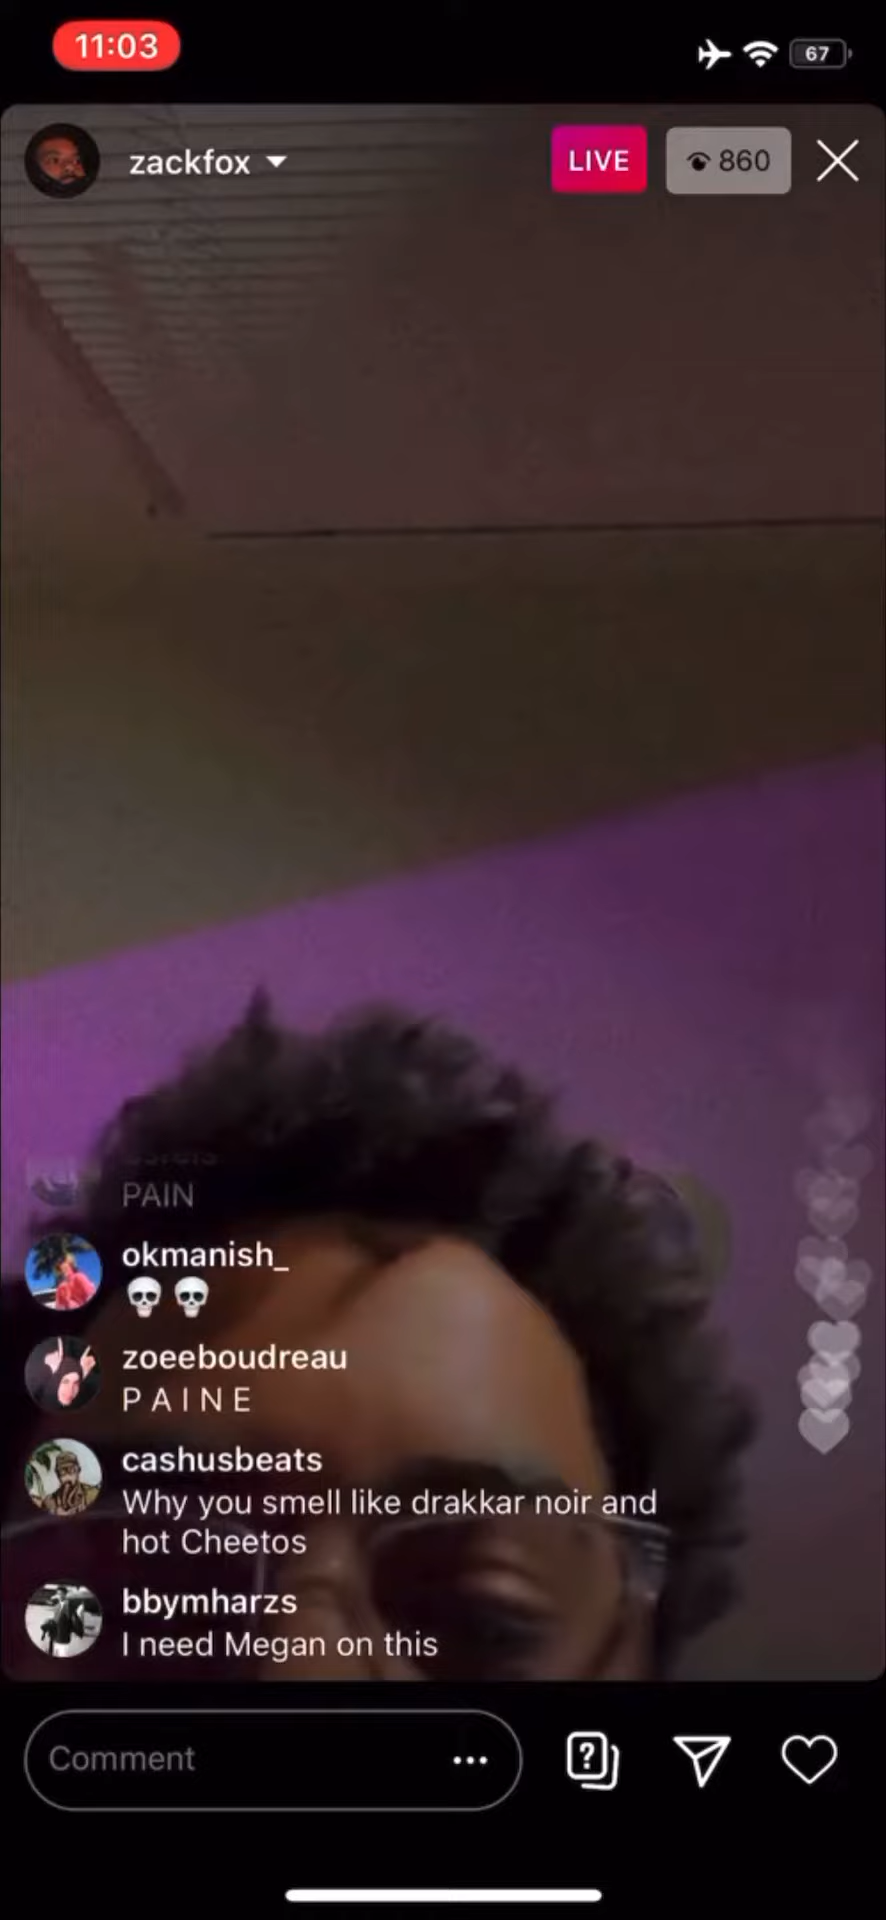 11:03
67
zackfox
LIVE
860
PAIN
okmanish_
💀💀
zoeeboudreau
P A I N E
cashusbeats
Why you smell like drakkar noir and
hot Cheetos
bbymharzs
I need Megan on this
Comment